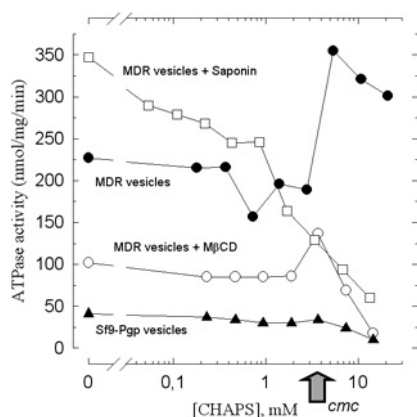 350
300
250
200
150
100
50
0
ATPase activity (nmol/mg/min)
MDR vesicles + Saponin
MDR vesicles
MDR vesicles + MβCD
Sf9-Pgp vesicles
0 0,1 1 10
[CHAPS], mM
cmc